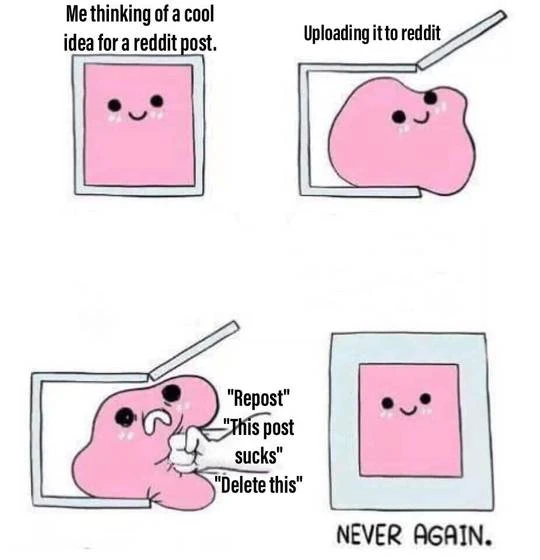 Me thinking of a cool
idea for a reddit post.
Uploading it to reddit
"Repost"
"This post
sucks"
"Delete this"
NEVER AGAIN.